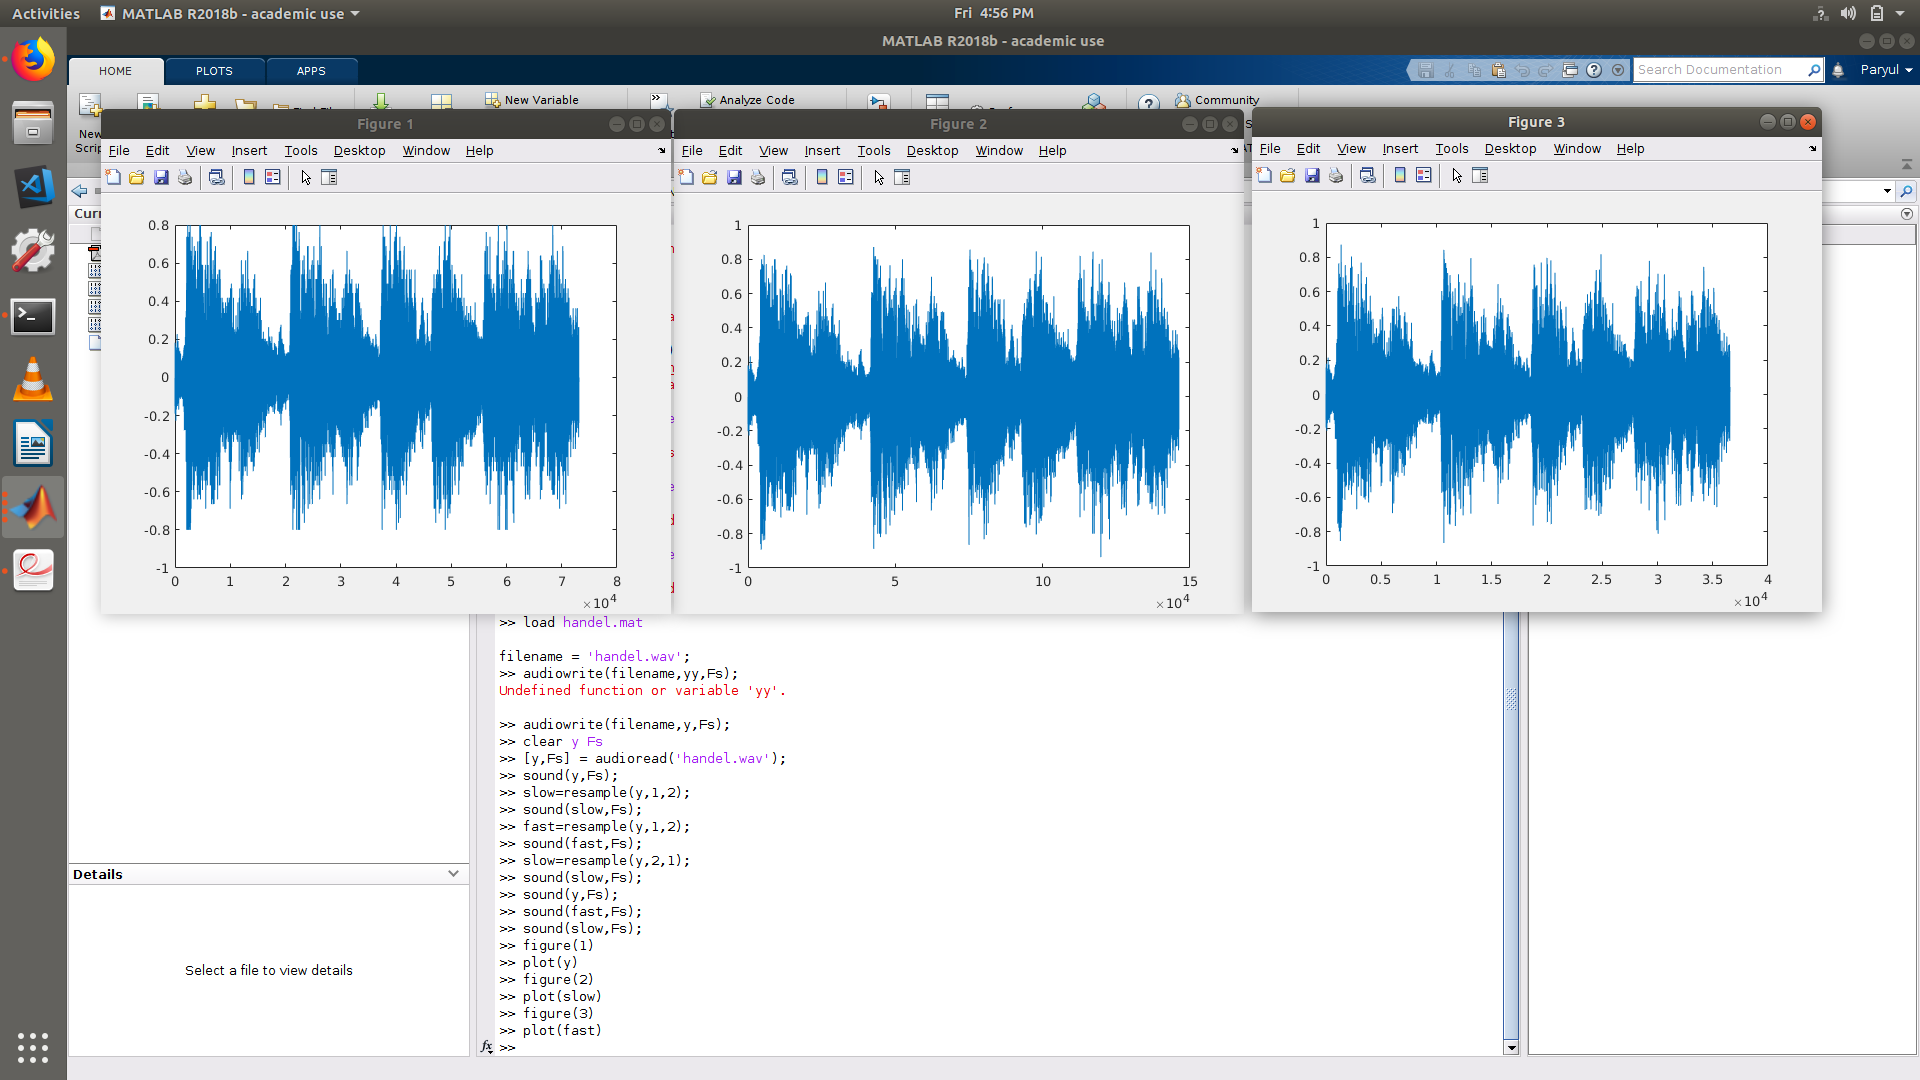 Activities MATLAB R2018b - academic use Fri 4:56 PM
MATLAB R2018b - academic use
HOME PLOTS APPS Search Documentation Paryul
New Variable Analyze Code Community
New
Scrip
Figure 1
File Edit View Insert Tools Desktop Window Help
0.8
0.6
0.4
0.2
0
-0.2
-0.4
-0.6
-0.8
-1
0 1 2 3 4 5 6 7 8
×10^4
Figure 2
File Edit View Insert Tools Desktop Window Help
1
0.8
0.6
0.4
0.2
0
-0.2
-0.4
-0.6
-0.8
-1
0 5 10 15
×10^4
Figure 3
File Edit View Insert Tools Desktop Window Help
1
0.8
0.6
0.4
0.2
0
-0.2
-0.4
-0.6
-0.8
-1
0 0.5 1 1.5 2 2.5 3 3.5 4
×10^4
Curr
>> load handel.mat
filename = 'handel.wav';
>> audiowrite(filename,yy,Fs);
Undefined function or variable 'yy'.
>> audiowrite(filename,y,Fs);
>> clear y Fs
>> [y,Fs] = audioread('handel.wav');
>> sound(y,Fs);
>> slow=resample(y,1,2);
>> sound(slow,Fs);
>> fast=resample(y,1,2);
>> sound(fast,Fs);
>> slow=resample(y,2,1);
>> sound(slow,Fs);
>> sound(y,Fs);
>> sound(fast,Fs);
>> sound(slow,Fs);
>> figure(1)
>> plot(y)
>> figure(2)
>> plot(slow)
>> figure(3)
>> plot(fast)
fx >>
Details
Select a file to view details